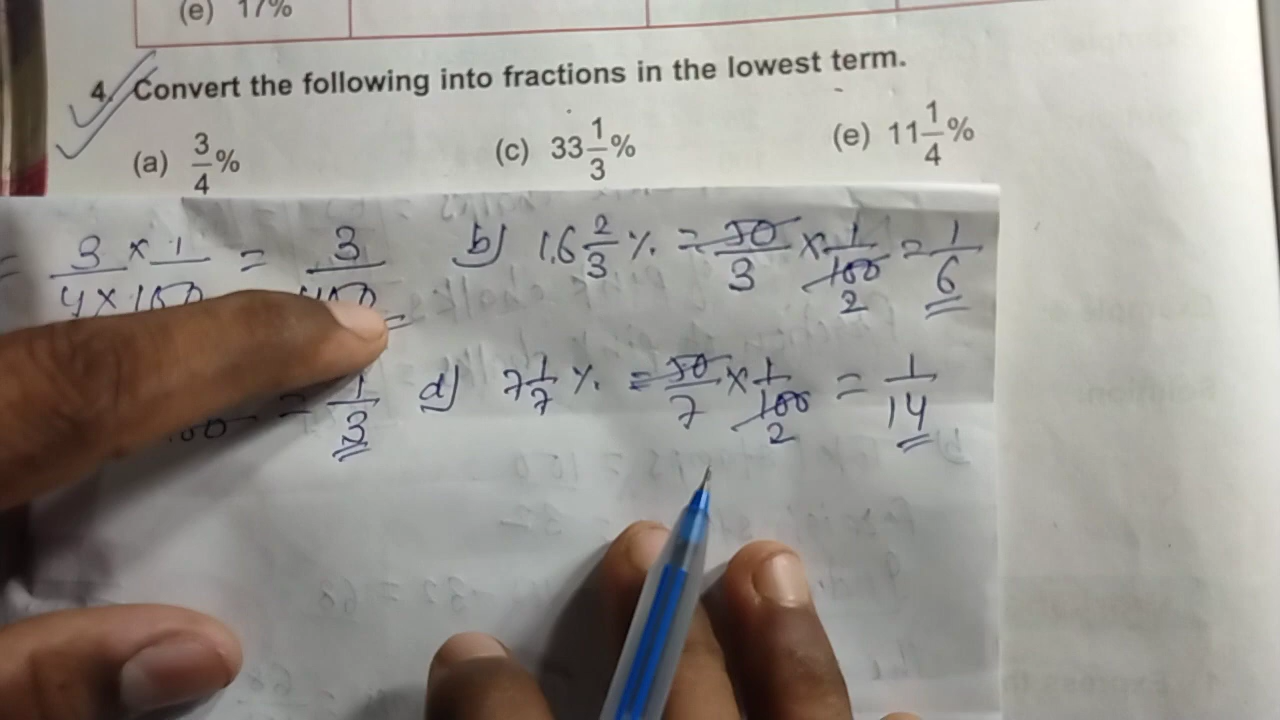 (e) 17%
4. Convert the following into fractions in the lowest term.
(a) 3/4% (c) 33 1/3% (e) 11 1/4%
= 3 × 1 / 4 × 100 = 3/400 b) 16 2/3 % = 50/3 × 1/100 2 = 1/6
100 = 1/3 d) 7 1/7 % = 50/7 × 1/100 2 = 1/14